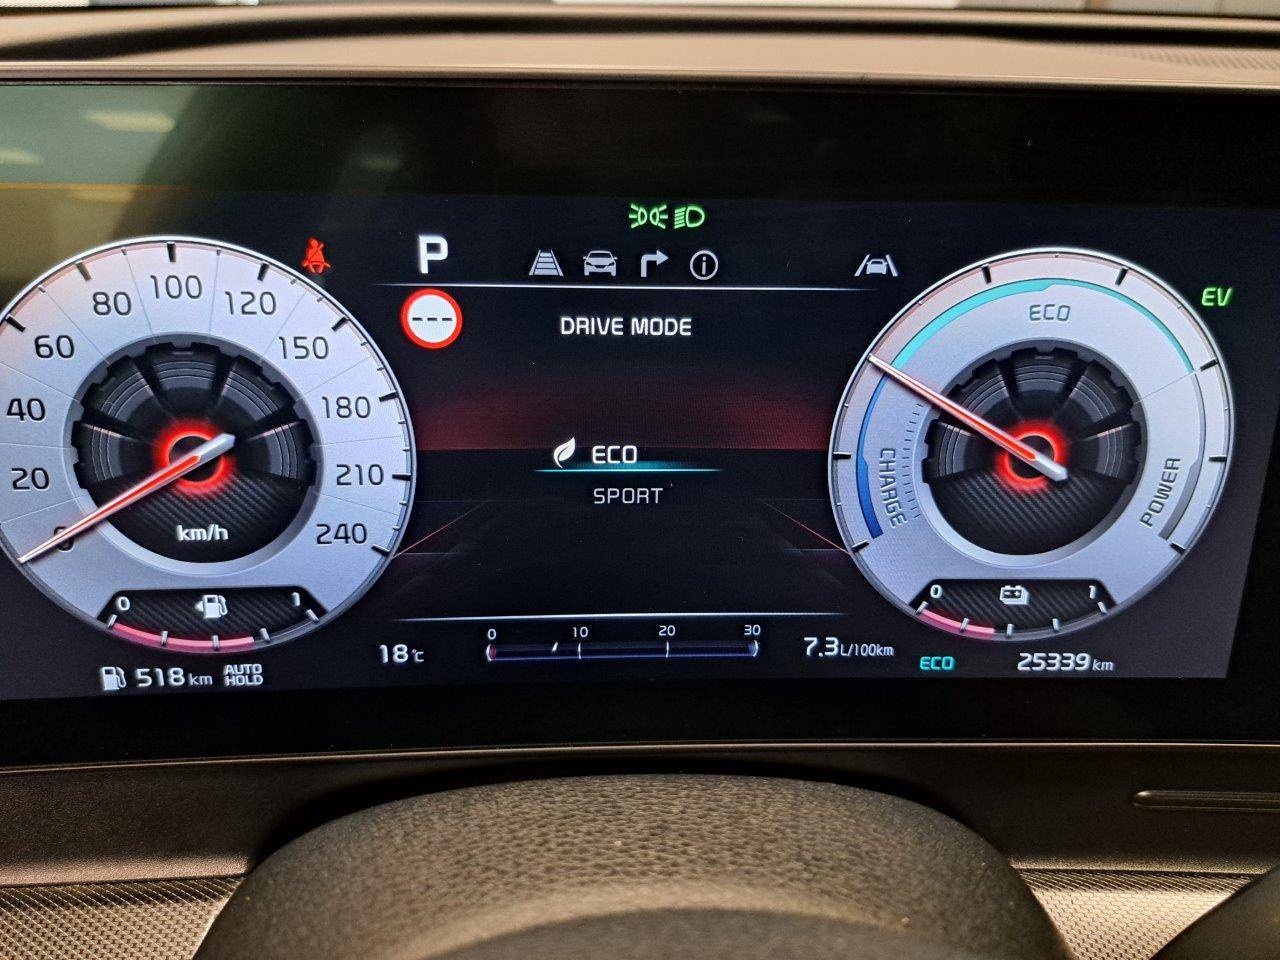 P
DRIVE MODE
ECO
SPORT
0
20
40
60
80
100
120
150
180
210
240
km/h
0 1
518 km
AUTO
HOLD
18°c
0 10 20 30
7.3 L/100km
EV
ECO
CHARGE
POWER
0 1
ECO
25339 km